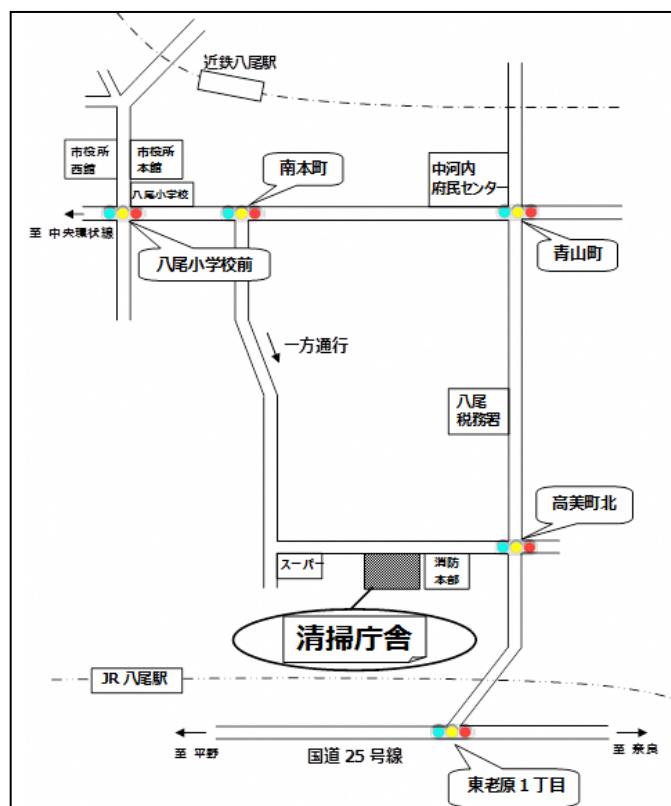 近鉄八尾駅
市役所
西館
市役所
本館
八尾小学校
南本町
中河内
府民センター
至 中央環状線
八尾小学校前
青山町
一方通行
八尾
税務署
高美町北
スーパー
消防
本部
清掃庁舎
JR 八尾駅
至 平野
国道 25 号線
至 奈良
東老原１丁目